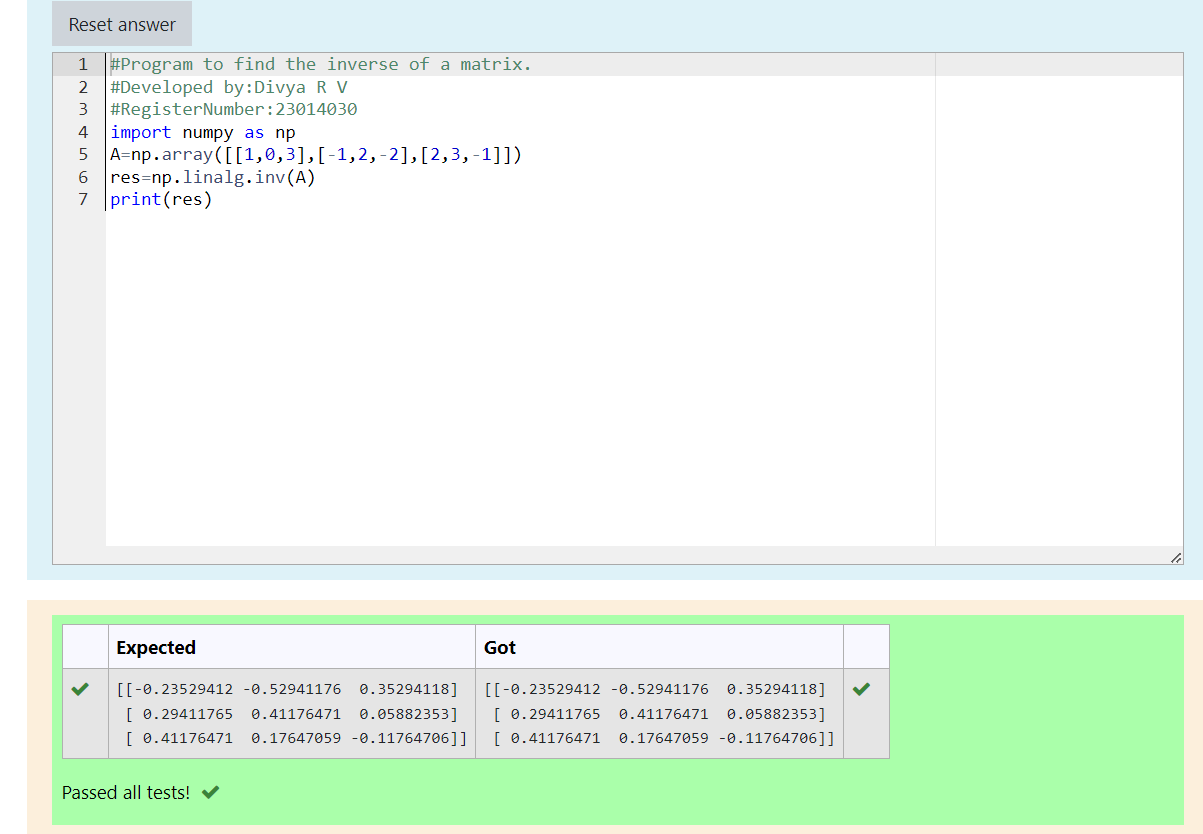 Reset answer
1 #Program to find the inverse of a matrix.
2 #Developed by:Divya R V
3 #RegisterNumber:23014030
4 import numpy as np
5 A=np.array([[1,0,3],[-1,2,-2],[2,3,-1]])
6 res=np.linalg.inv(A)
7 print(res)
Expected Got
[[-0.23529412 -0.52941176  0.35294118] [[-0.23529412 -0.52941176  0.35294118]
[ 0.29411765  0.41176471  0.05882353] [ 0.29411765  0.41176471  0.05882353]
[ 0.41176471  0.17647059 -0.11764706]] [ 0.41176471  0.17647059 -0.11764706]]
Passed all tests!